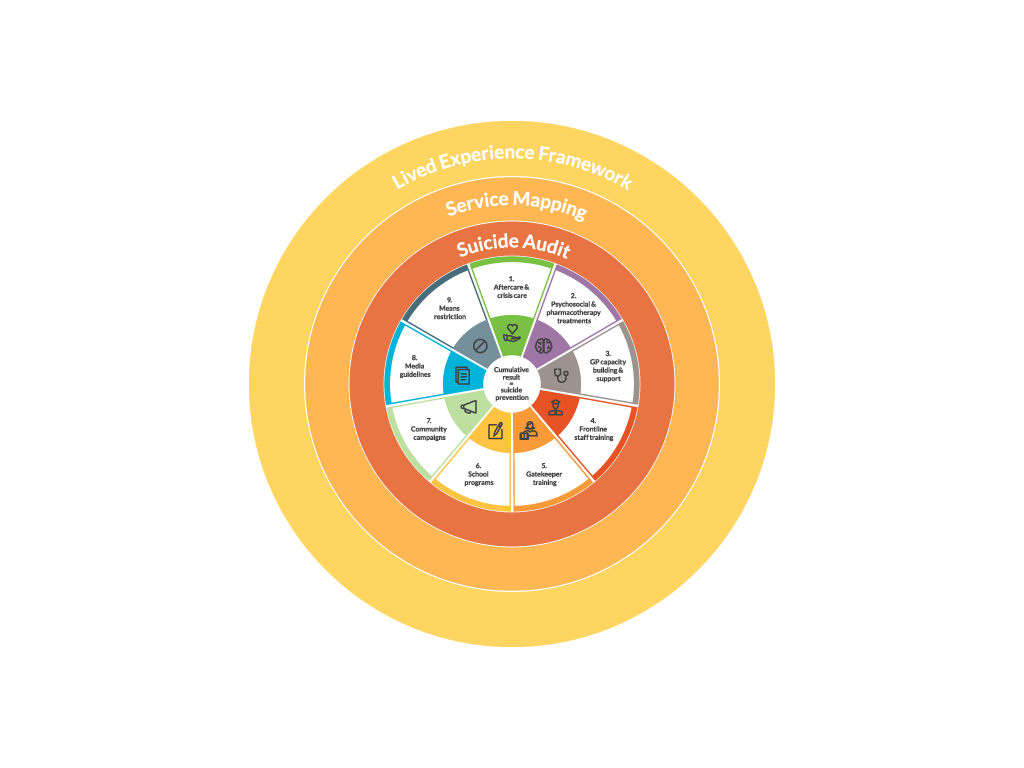 Lived Experience Framework
Service Mapping
Suicide Audit
1.
Aftercare &
crisis care
2.
Psychosocial &
pharmacotherapy
treatments
3.
GP capacity
building &
support
4.
Frontline
staff training
5.
Gatekeeper
training
6.
School
programs
7.
Community
campaigns
8.
Media
guidelines
9.
Means
restriction
Cumulative
result
=
suicide
prevention